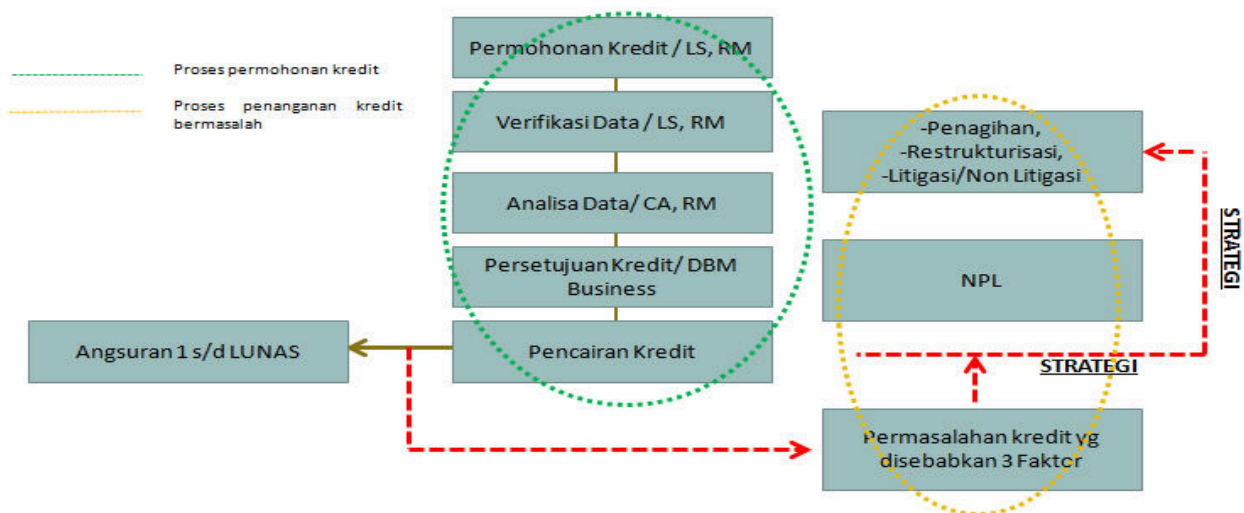 Proses permohonan kredit
Proses penanganan kredit
bermasalah
Permohonan Kredit / LS, RM
Verifikasi Data / LS, RM
Analisa Data/ CA, RM
Persetujuan Kredit/ DBM
Business
Pencairan Kredit
Angsuran 1 s/d LUNAS
-Penagihan,
-Restrukturisasi,
-Litigasi/Non Litigasi
NPL
STRATEGI
STRATEGI
Permasalahan kredit yg
disebabkan 3 Faktor